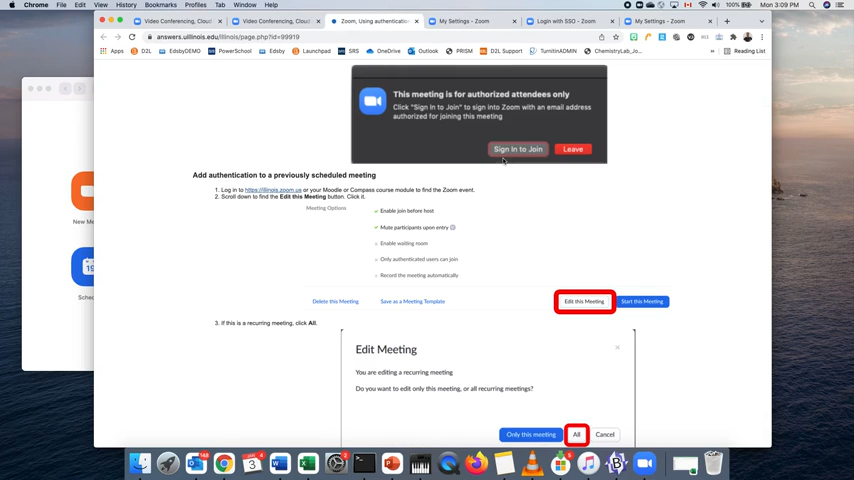 Chrome File Edit View History Bookmarks Profiles Tab Window Help
100% Mon 3:09 PM
Video Conferencing, Cloud
Video Conferencing, Cloud
Zoom, Using authentication
My Settings - Zoom
Login with SSO - Zoom
My Settings - Zoom
answers.uillinois.edu/illinois/page.php?id=99919
Apps D2L EdsbyDEMO PowerSchool Edsby Launchpad SRS OneDrive Outlook PRISM D2L Support TurnitinADMIN ChemistryLab_Jo... » Reading List
This meeting is for authorized attendees only
Click "Sign In to Join" to sign into Zoom with an email address
authorized for joining this meeting
Sign In to Join
Leave
Add authentication to a previously scheduled meeting
1. Log in to https://illinois.zoom.us or your Moodle or Compass course module to find the Zoom event.
2. Scroll down to find the Edit this Meeting button. Click it.
Meeting Options
Enable join before host
Mute participants upon entry
Enable waiting room
Only authenticated users can join
Record the meeting automatically
Delete this Meeting
Save as a Meeting Template
Edit this Meeting
Start this Meeting
3. If this is a recurring meeting, click All.
Edit Meeting
You are editing a recurring meeting
Do you want to edit only this meeting, or all recurring meetings?
Only this meeting
All
Cancel
New Me
19
Sched